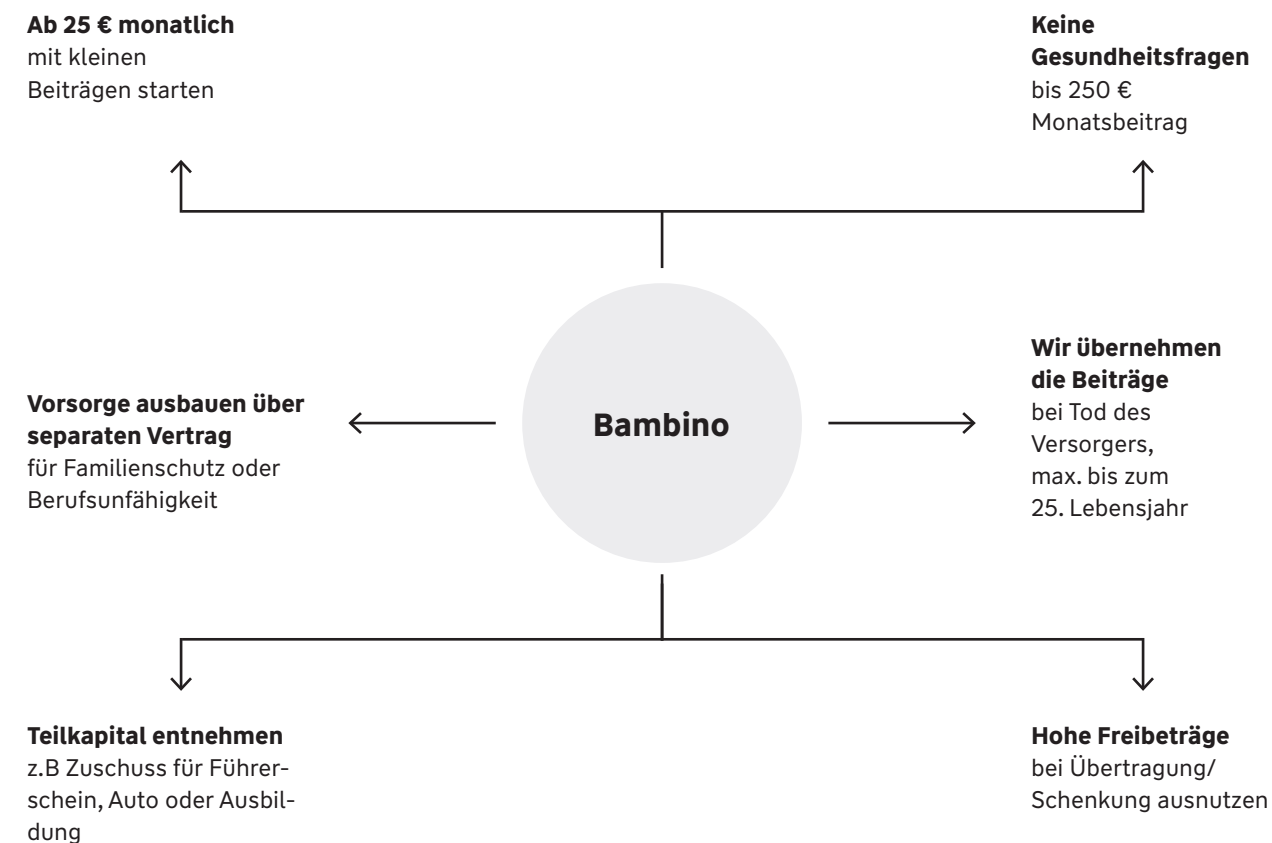 Ab 25 € monatlich
mit kleinen
Beiträgen starten
Keine
Gesundheitsfragen
bis 250 €
Monatsbeitrag
Vorsorge ausbauen über
separaten Vertrag
für Familienschutz oder
Berufsunfähigkeit
Bambino
Wir übernehmen
die Beiträge
bei Tod des
Versorgers,
max. bis zum
25. Lebensjahr
Teilkapital entnehmen
z.B Zuschuss für Führer-
schein, Auto oder Ausbil-
dung
Hohe Freibeträge
bei Übertragung/
Schenkung ausnutzen